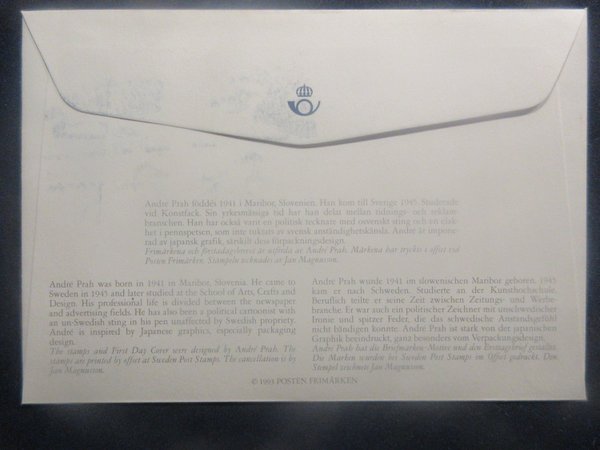 André Prah föddes 1941 i Maribor, Slovenien. Han kom till Sverige 1945. Studerade
vid Konstfack. Sin yrkesmässiga tid har han delat mellan tidnings- och reklam-
branschen. Han har också varit en politisk tecknare med osvenskt sting och en elak-
het i pennspetsen, som inte tuktats av svensk anständighetskänsla. André är impone-
rad av japansk grafik, särskilt dess förpackningsdesign.
Frimärkena och förstadagsbrevet är utförda av André Prah. Märkena har tryckts i offset vid
Posten Frimärken. Stämpeln tecknades av Jan Magnusson.
André Prah was born in 1941 in Maribor, Slovenia. He came to
Sweden in 1945 and later studied at the School of Arts, Crafts and
Design. His professional life is divided between the newspaper
and advertising fields. He has also been a political cartoonist with
an un-Swedish sting in his pen unaffected by Swedish propriety.
André is inspired by Japanese graphics, especially packaging
design.
The stamps and First Day Cover were designed by André Prah. The
stamps are printed by offset at Sweden Post Stamps. The cancellation is by
Jan Magnusson.
André Prah wurde 1941 im slowenischen Maribor geboren. 1945
kam er nach Schweden. Studierte an der Kunsthochschule.
Beruflich teilte er seine Zeit zwischen Zeitungs- und Werbe-
branche. Er war auch ein politischer Zeichner mit unschwedischer
Ironie und spitzer Feder, die das schwedische Anstandsgefühl
nicht bändigen konnte. André Prah ist stark von der japanischen
Graphik beeindruckt, ganz besonders vom Verpackungsdesign.
André Prah hat die Briefmarken-Motive und den Ersttagsbrief gestaltet.
Die Marken wurden bei Sweden Post Stamps im Offset gedruckt. Den
Stempel zeichnete Jan Magnusson.
© 1993 POSTEN FRIMÄRKEN